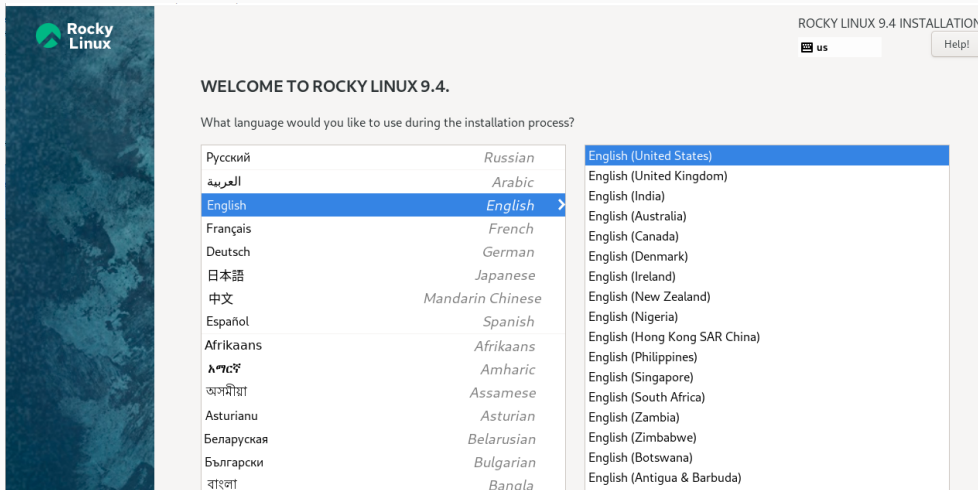 Rocky
Linux
ROCKY LINUX 9.4 INSTALLATION
us
Help!
WELCOME TO ROCKY LINUX 9.4.
What language would you like to use during the installation process?
Русский Russian
العربية Arabic
English English
Français French
Deutsch German
日本語 Japanese
中文 Mandarin Chinese
Español Spanish
Afrikaans Afrikaans
አማርኛ Amharic
অসমীয়া Assamese
Asturianu Asturian
Беларуская Belarusian
Български Bulgarian
বাংলা Bangla
English (United States)
English (United Kingdom)
English (India)
English (Australia)
English (Canada)
English (Denmark)
English (Ireland)
English (New Zealand)
English (Nigeria)
English (Hong Kong SAR China)
English (Philippines)
English (Singapore)
English (South Africa)
English (Zambia)
English (Zimbabwe)
English (Botswana)
English (Antigua & Barbuda)